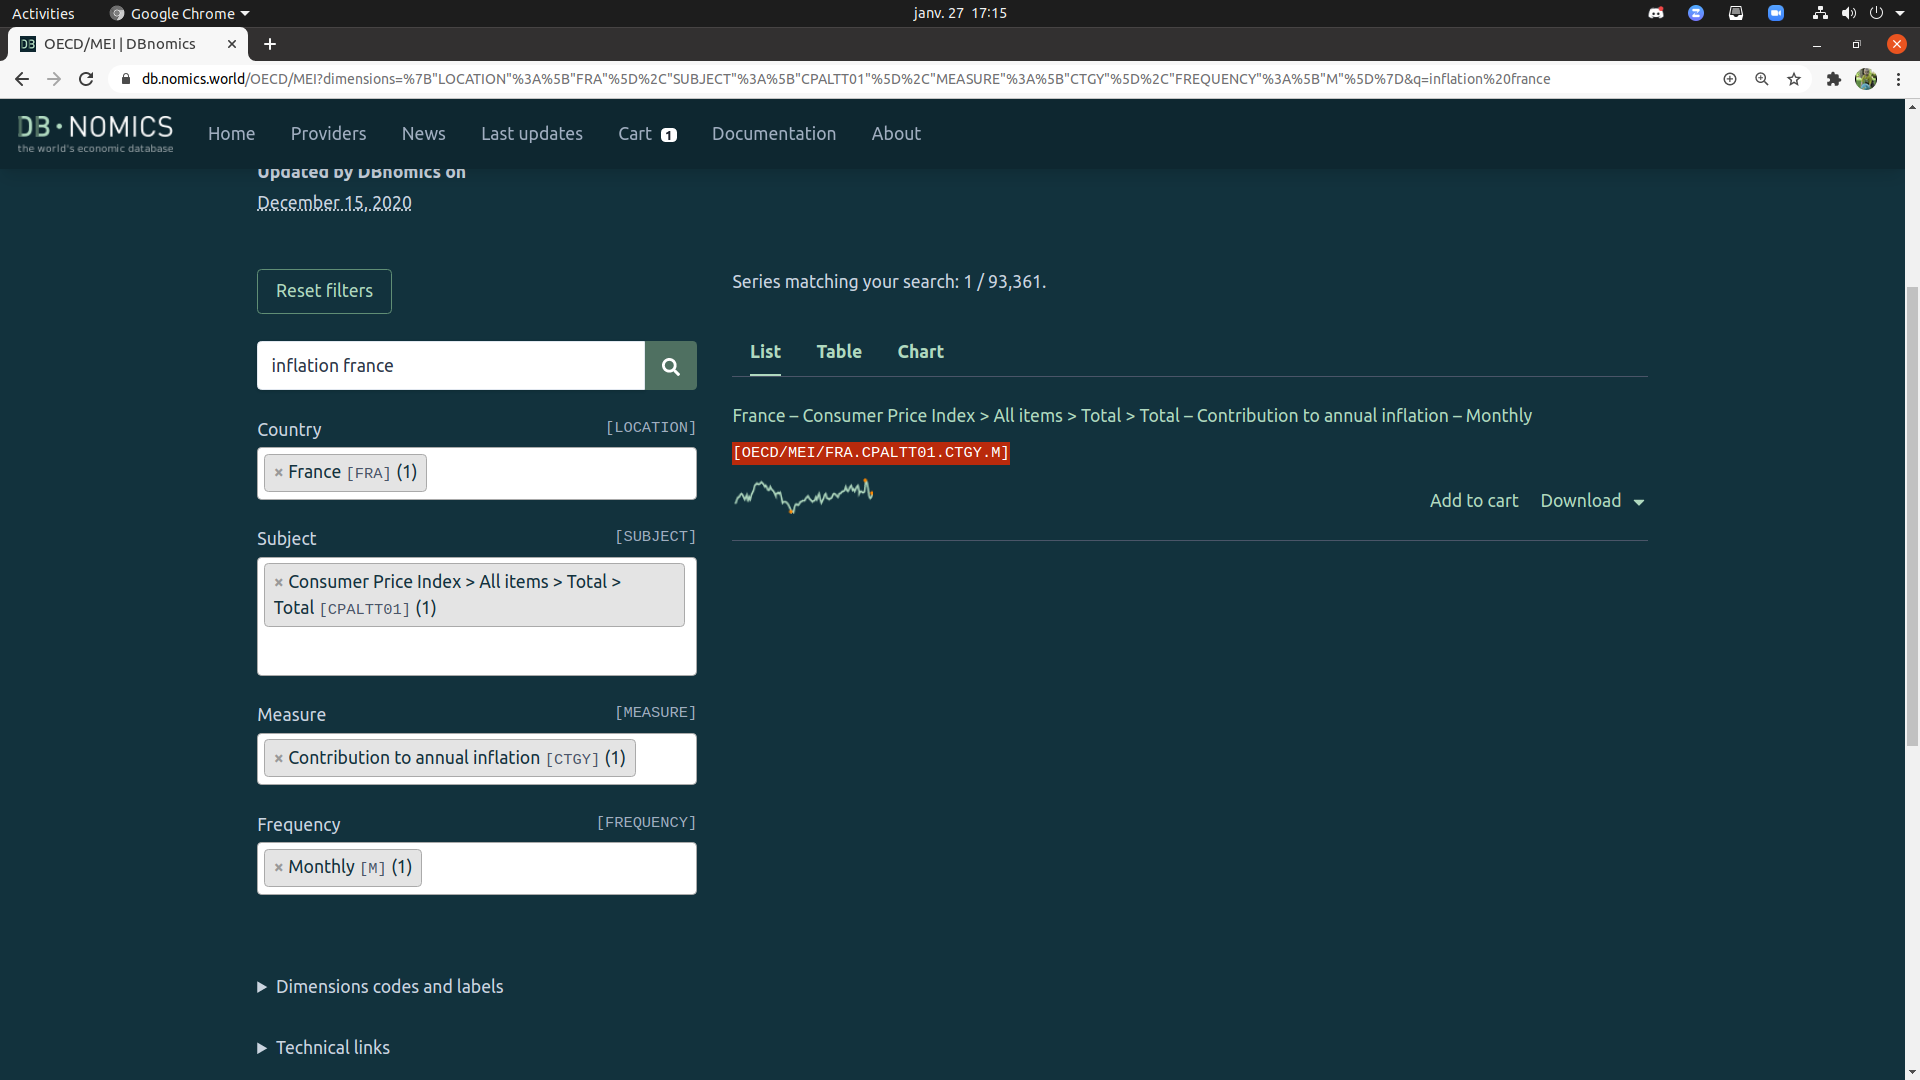 Activities
Google Chrome
janv. 27 17:15
DB OECD/MEI | DBnomics
db.nomics.world/OECD/MEI?dimensions=%7B"LOCATION"%3A%5B"FRA"%5D%2C"SUBJECT"%3A%5B"CPALTT01"%5D%2C"MEASURE"%3A%5B"CTGY"%5D%2C"FREQUENCY"%3A%5B"M"%5D%7D&q=inflation%20france
DB·NOMICS
the world's economic database
Home
Providers
News
Last updates
Cart 1
Documentation
About
Updated by DBnomics on
December 15, 2020
Reset filters
inflation france
Country [LOCATION]
× France [FRA] (1)
Subject [SUBJECT]
× Consumer Price Index > All items > Total >
Total [CPALTT01] (1)
Measure [MEASURE]
× Contribution to annual inflation [CTGY] (1)
Frequency [FREQUENCY]
× Monthly [M] (1)
Dimensions codes and labels
Technical links
Series matching your search: 1 / 93,361.
List
Table
Chart
France – Consumer Price Index > All items > Total > Total – Contribution to annual inflation – Monthly
[OECD/MEI/FRA.CPALTT01.CTGY.M]
Add to cart
Download